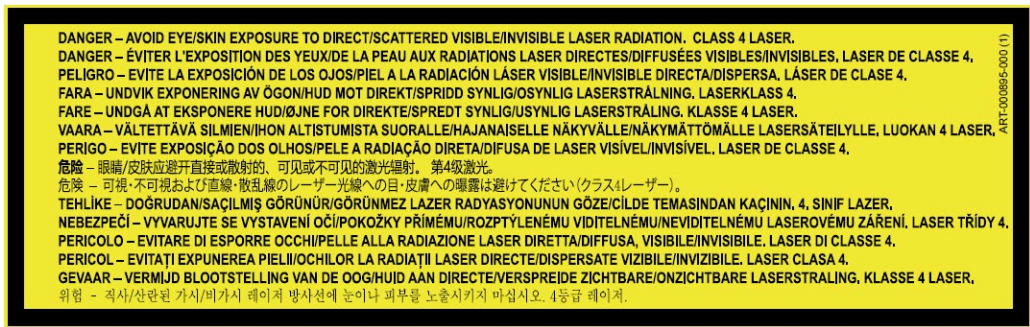 DANGER – AVOID EYE/SKIN EXPOSURE TO DIRECT/SCATTERED VISIBLE/INVISIBLE LASER RADIATION. CLASS 4 LASER.
DANGER – ÉVITER L'EXPOSITION DES YEUX/DE LA PEAU AUX RADIATIONS LASER DIRECTES/DIFFUSÉES VISIBLES/INVISIBLES. LASER DE CLASSE 4.
PELIGRO – EVITE LA EXPOSICIÓN DE LOS OJOS/PIEL A LA RADIACIÓN LÁSER VISIBLE/INVISIBLE DIRECTA/DISPERSA. LÁSER DE CLASE 4.
FARA – UNDVIK EXPONERING AV ÖGON/HUD MOT DIREKT/SPRIDD SYNLIG/OSYNLIG LASERSTRÅLNING. LASERKLASS 4.
FARE – UNDGÅ AT EKSPONERE HUD/ØJNE FOR DIREKTE/SPREDT SYNLIG/USYNLIG LASERSTRÅLING. KLASSE 4 LASER.
VAARA – VÄLTETTÄVÄ SILMIEN/IHON ALTISTUMISTA SUORALLE/HAJANAISELLE NÄKYVÄLLE/NÄKYMÄTTÖMÄLLE LASERSÄTEILYLLE. LUOKAN 4 LASER.
PERIGO – EVITE EXPOSIÇÃO DOS OLHOS/PELE A RADIAÇÃO DIRETA/DIFUSA DE LASER VISÍVEL/INVISÍVEL. LASER DE CLASSE 4.
危险 – 眼睛/皮肤应避开直接或散射的、可见或不可见的激光辐射。 第4级激光。
危険 – 可視・不可視および直線・散乱線のレーザー光線への目・皮膚への曝露は避けてください（クラス4レーザー）。
TEHLİKE – DOĞRUDAN/SAÇILMIŞ GÖRÜNÜR/GÖRÜNMEZ LAZER RADYASYONUNUN GÖZE/CİLDE TEMASINDAN KAÇININ. 4. SINIF LAZER.
NEBEZPEČÍ – VYVARUJTE SE VYSTAVENÍ OČÍ/POKOŽKY PŘÍMÉMU/ROZPTÝLENÉMU VIDITELNÉMU/NEVIDITELNÉMU LASEROVÉMU ZÁŘENÍ. LASER TŘÍDY 4.
PERICOLO – EVITARE DI ESPORRE OCCHI/PELLE ALLA RADIAZIONE LASER DIRETTA/DIFFUSA, VISIBILE/INVISIBILE. LASER DI CLASSE 4.
PERICOL – EVITAȚI EXPUNEREA PIELII/OCHILOR LA RADIAȚII LASER DIRECTE/DISPERSATE VIZIBILE/INVIZIBILE. LASER CLASA 4.
GEVAAR – VERMIJD BLOOTSTELLING VAN DE OOG/HUID AAN DIRECTE/VERSPREIDE ZICHTBARE/ONZICHTBARE LASERSTRALING. KLASSE 4 LASER.
위험 - 직사/산란된 가시/비가시 레이저 방사선에 눈이나 피부를 노출시키지 마십시오. 4등급 레이저.
ART-000895-000 (1)